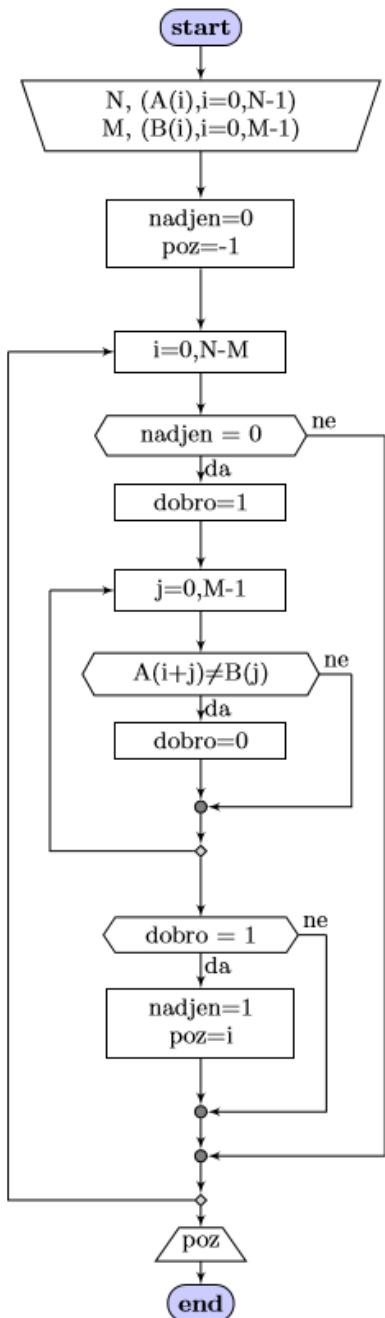 start
N, (A(i),i=0,N-1)
M, (B(i),i=0,M-1)
nadjen=0
poz=-1
i=0,N-M
nadjen = 0
ne
da
dobro=1
j=0,M-1
A(i+j)≠B(j)
ne
da
dobro=0
dobro = 1
ne
da
nadjen=1
poz=i
poz
end